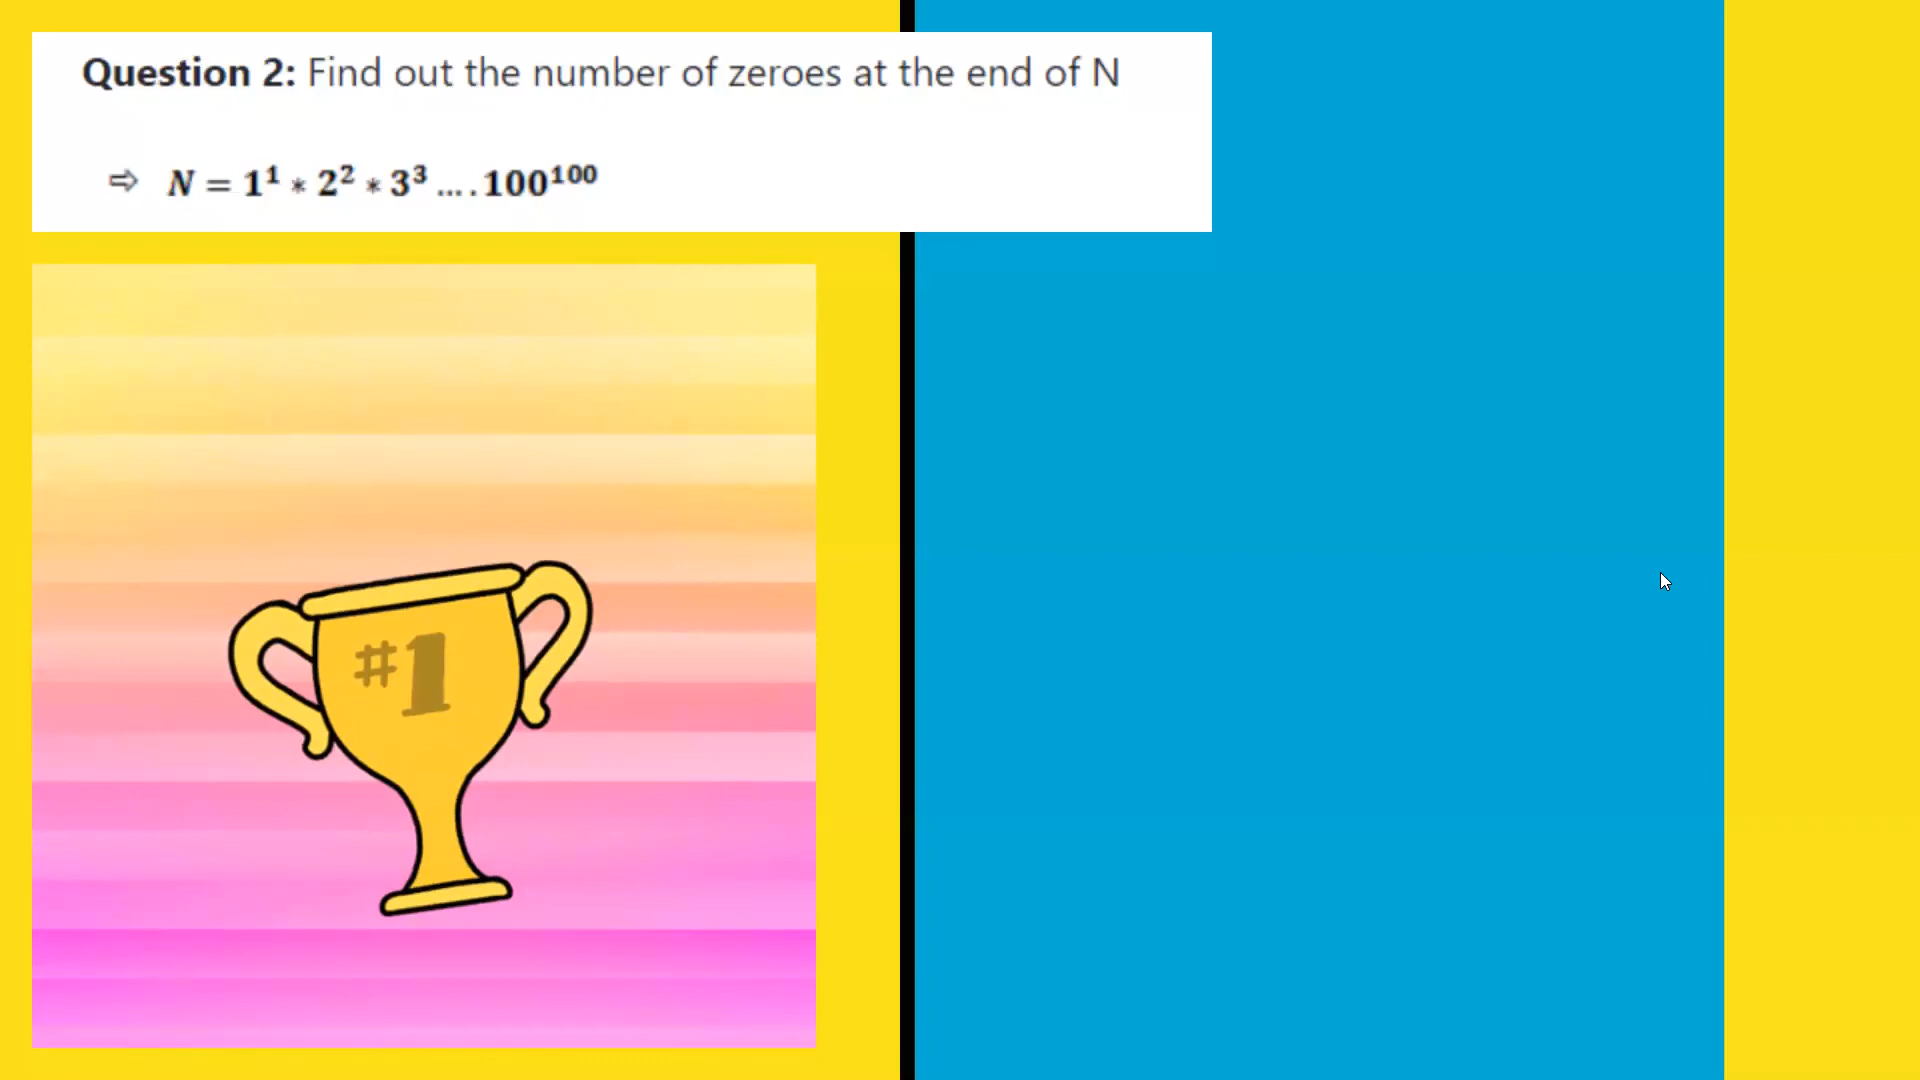 Question 2: Find out the number of zeroes at the end of N
⇨ N = 1¹ * 2² * 3³ .... 100¹⁰⁰
#1